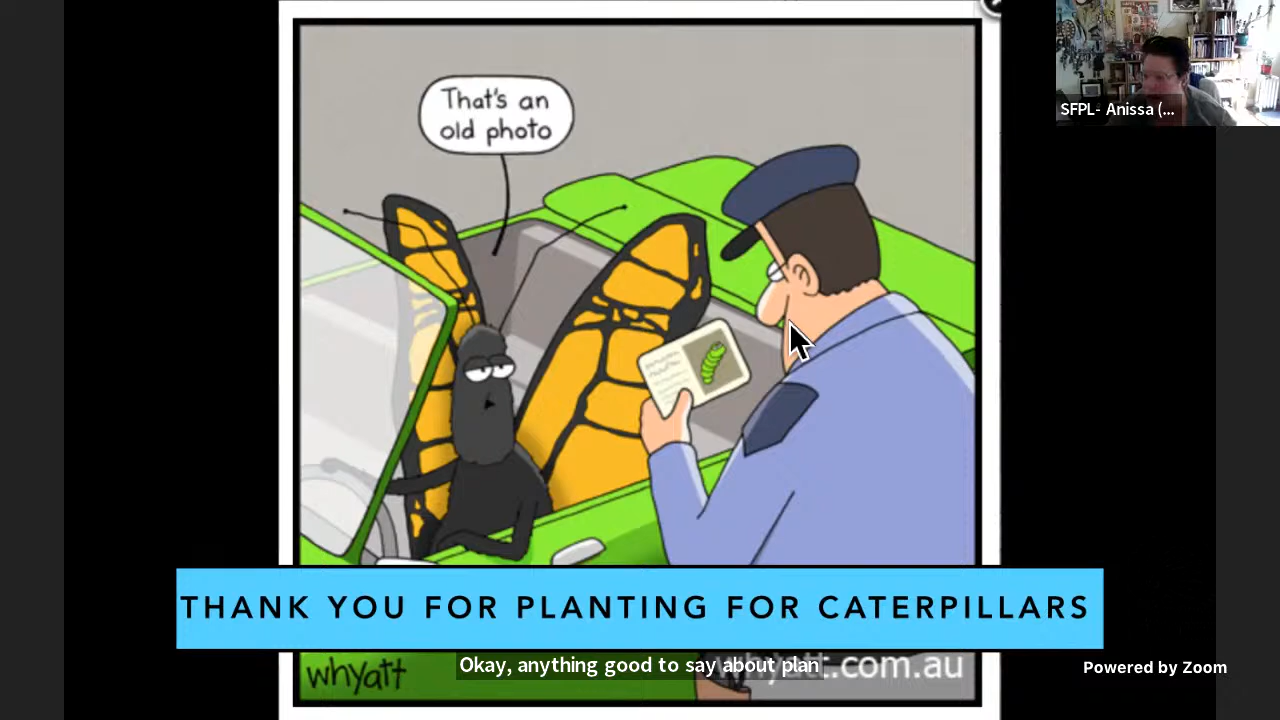 That's an
old photo
SFPL- Anissa (...
THANK YOU FOR PLANTING FOR CATERPILLARS
Okay, anything good to say about plan
whyatt
whyatt.com.au
Powered by Zoom